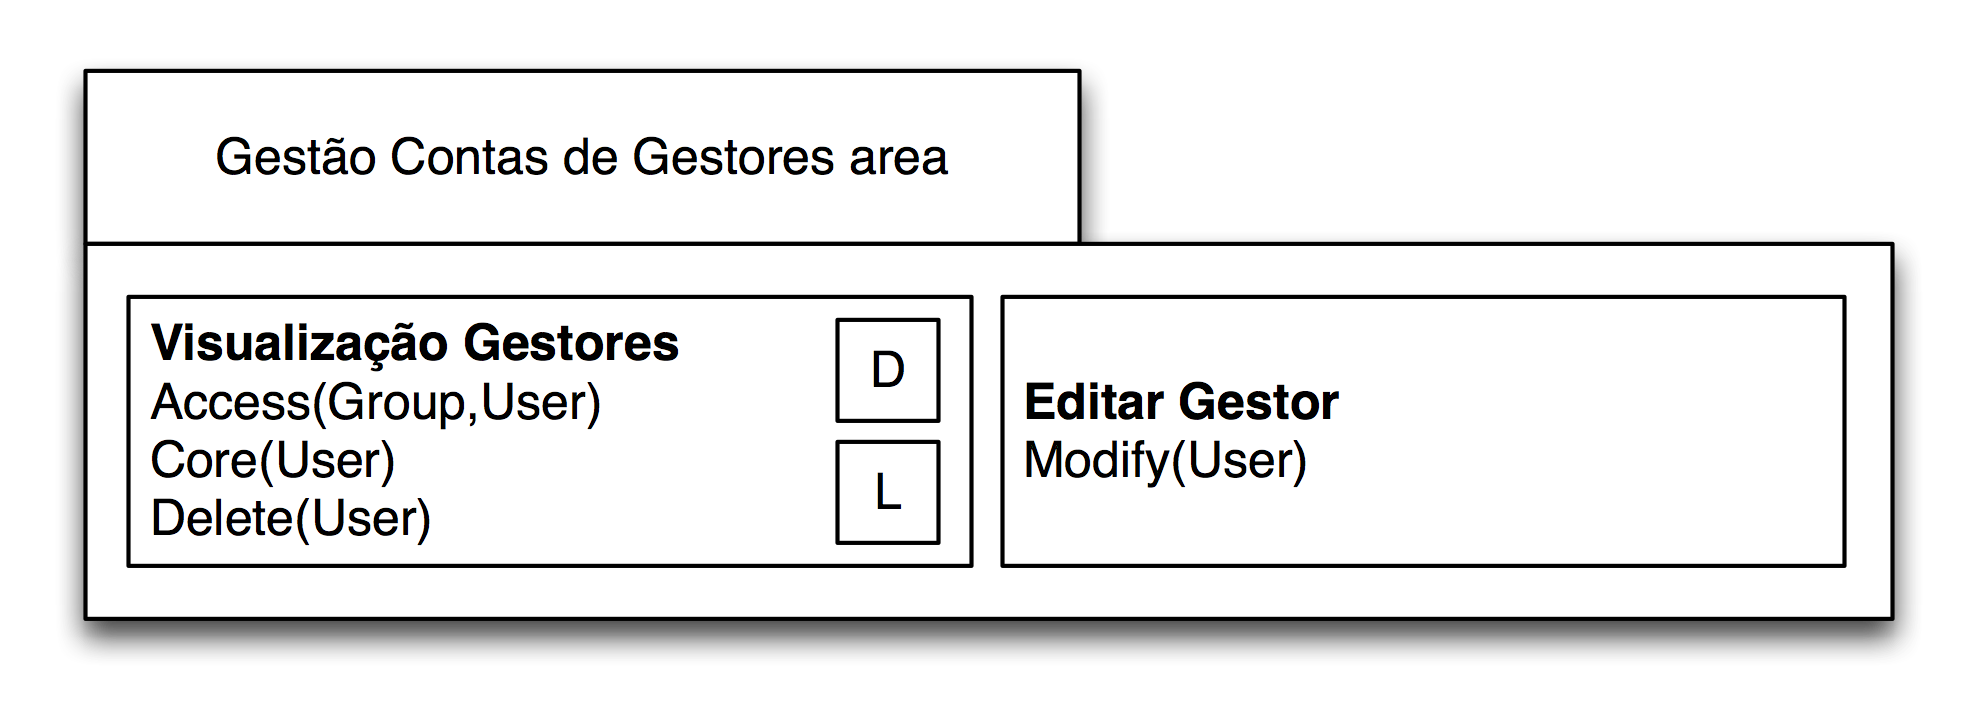 Gestão Contas de Gestores area
Visualização Gestores
Access(Group,User)
Core(User)
Delete(User)
D
L
Editar Gestor
Modify(User)